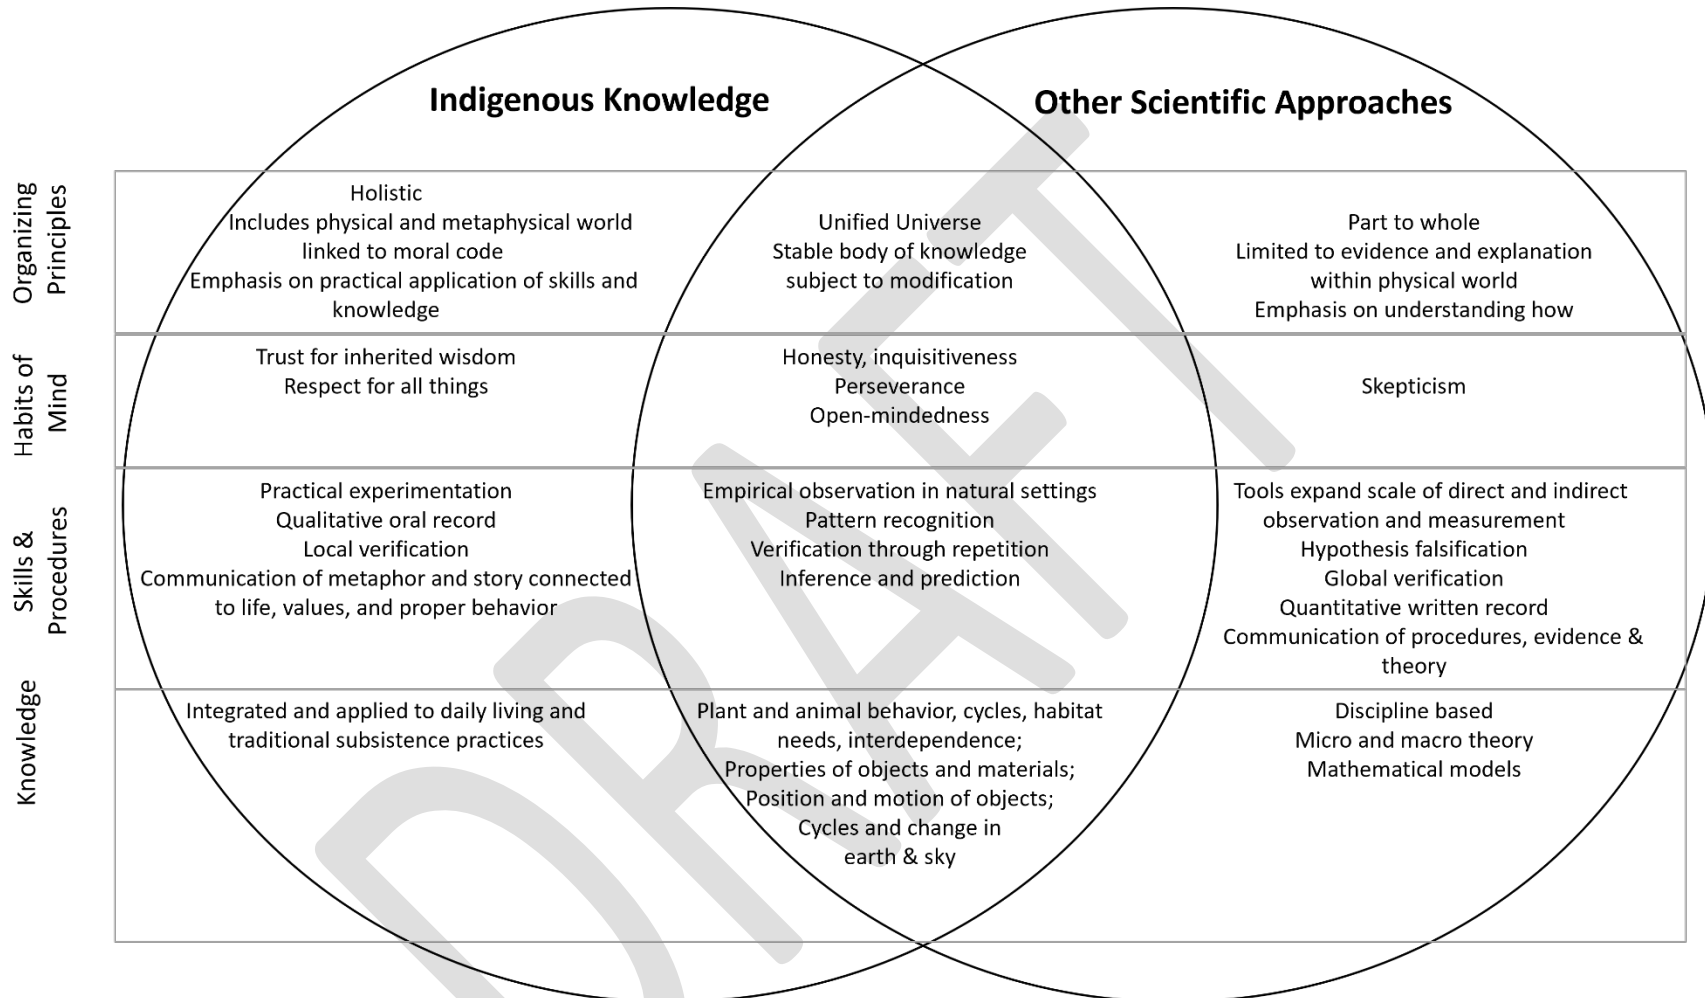 Indigenous Knowledge
Other Scientific Approaches
Organizing
Principles
Holistic
Includes physical and metaphysical world
linked to moral code
Emphasis on practical application of skills and
knowledge
Unified Universe
Stable body of knowledge
subject to modification
Part to whole
Limited to evidence and explanation
within physical world
Emphasis on understanding how
Habits of
Mind
Trust for inherited wisdom
Respect for all things
Honesty, inquisitiveness
Perseverance
Open-mindedness
Skepticism
Skills &
Procedures
Practical experimentation
Qualitative oral record
Local verification
Communication of metaphor and story connected
to life, values, and proper behavior
Empirical observation in natural settings
Pattern recognition
Verification through repetition
Inference and prediction
Tools expand scale of direct and indirect
observation and measurement
Hypothesis falsification
Global verification
Quantitative written record
Communication of procedures, evidence &
theory
Knowledge
Integrated and applied to daily living and
traditional subsistence practices
Plant and animal behavior, cycles, habitat
needs, interdependence;
Properties of objects and materials;
Position and motion of objects;
Cycles and change in
earth & sky
Discipline based
Micro and macro theory
Mathematical models
DRAFT